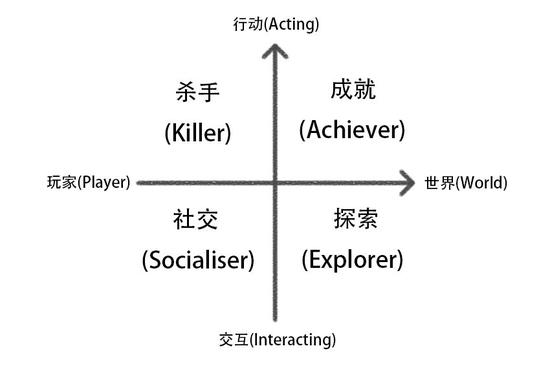 行动(Acting)
杀手
(Killer)
成就
(Achiever)
玩家(Player)
世界(World)
社交
(Socialiser)
探索
(Explorer)
交互(Interacting)